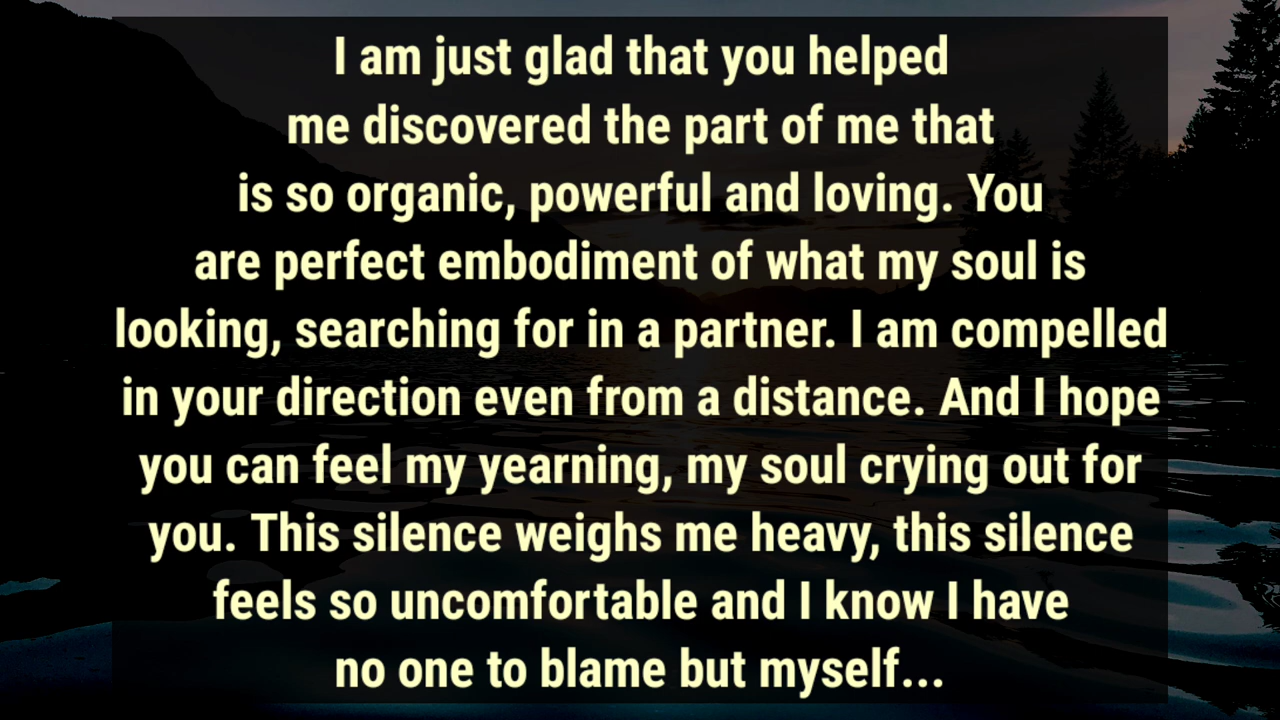 I am just glad that you helped
me discovered the part of me that
is so organic, powerful and loving. You
are perfect embodiment of what my soul is
looking, searching for in a partner. I am compelled
in your direction even from a distance. And I hope
you can feel my yearning, my soul crying out for
you. This silence weighs me heavy, this silence
feels so uncomfortable and I know I have
no one to blame but myself...